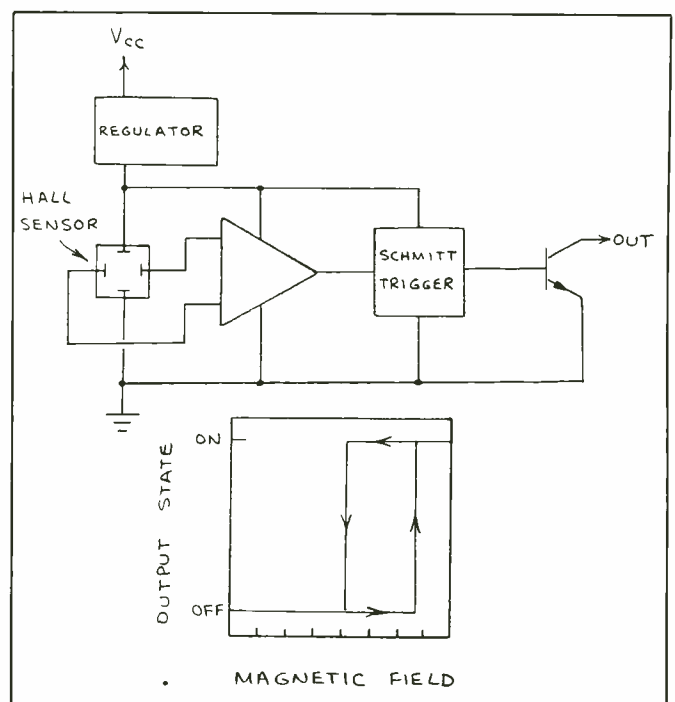 Vcc
REGULATOR
HALL
SENSOR
SCHMITT
TRIGGER
OUT
ON
OUTPUT STATE
OFF
MAGNETIC FIELD